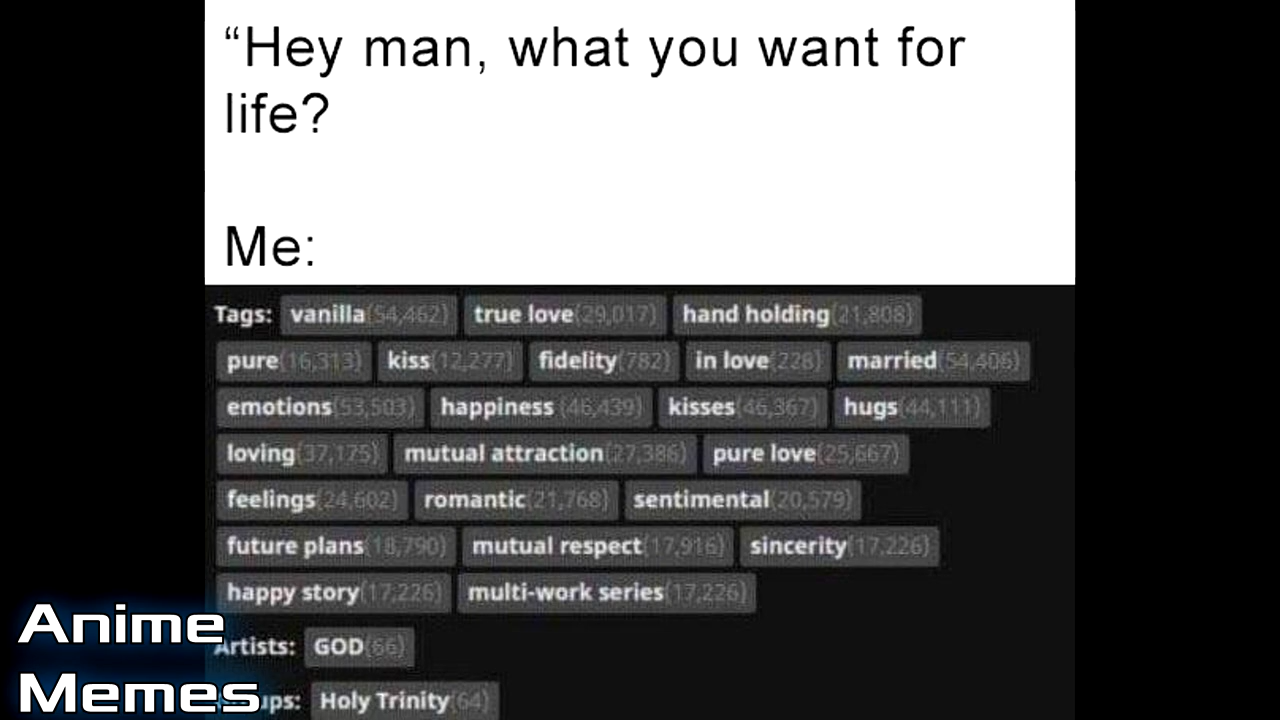 “Hey man, what you want for
life?
Me:
Tags: vanilla(54,462) true love(29,017) hand holding(21,808)
pure(16,313) kiss(12,277) fidelity(782) in love(228) married(54,406)
emotions(53,503) happiness (46,439) kisses(46,367) hugs(44,111)
loving(37,175) mutual attraction(27,386) pure love(25,667)
feelings(24,602) romantic(21,768) sentimental(20,579)
future plans(18,790) mutual respect(17,916) sincerity(17,226)
happy story(17,226) multi-work series(17,226)
Artists: GOD(66)
ups: Holy Trinity(64)
Anime
Memes